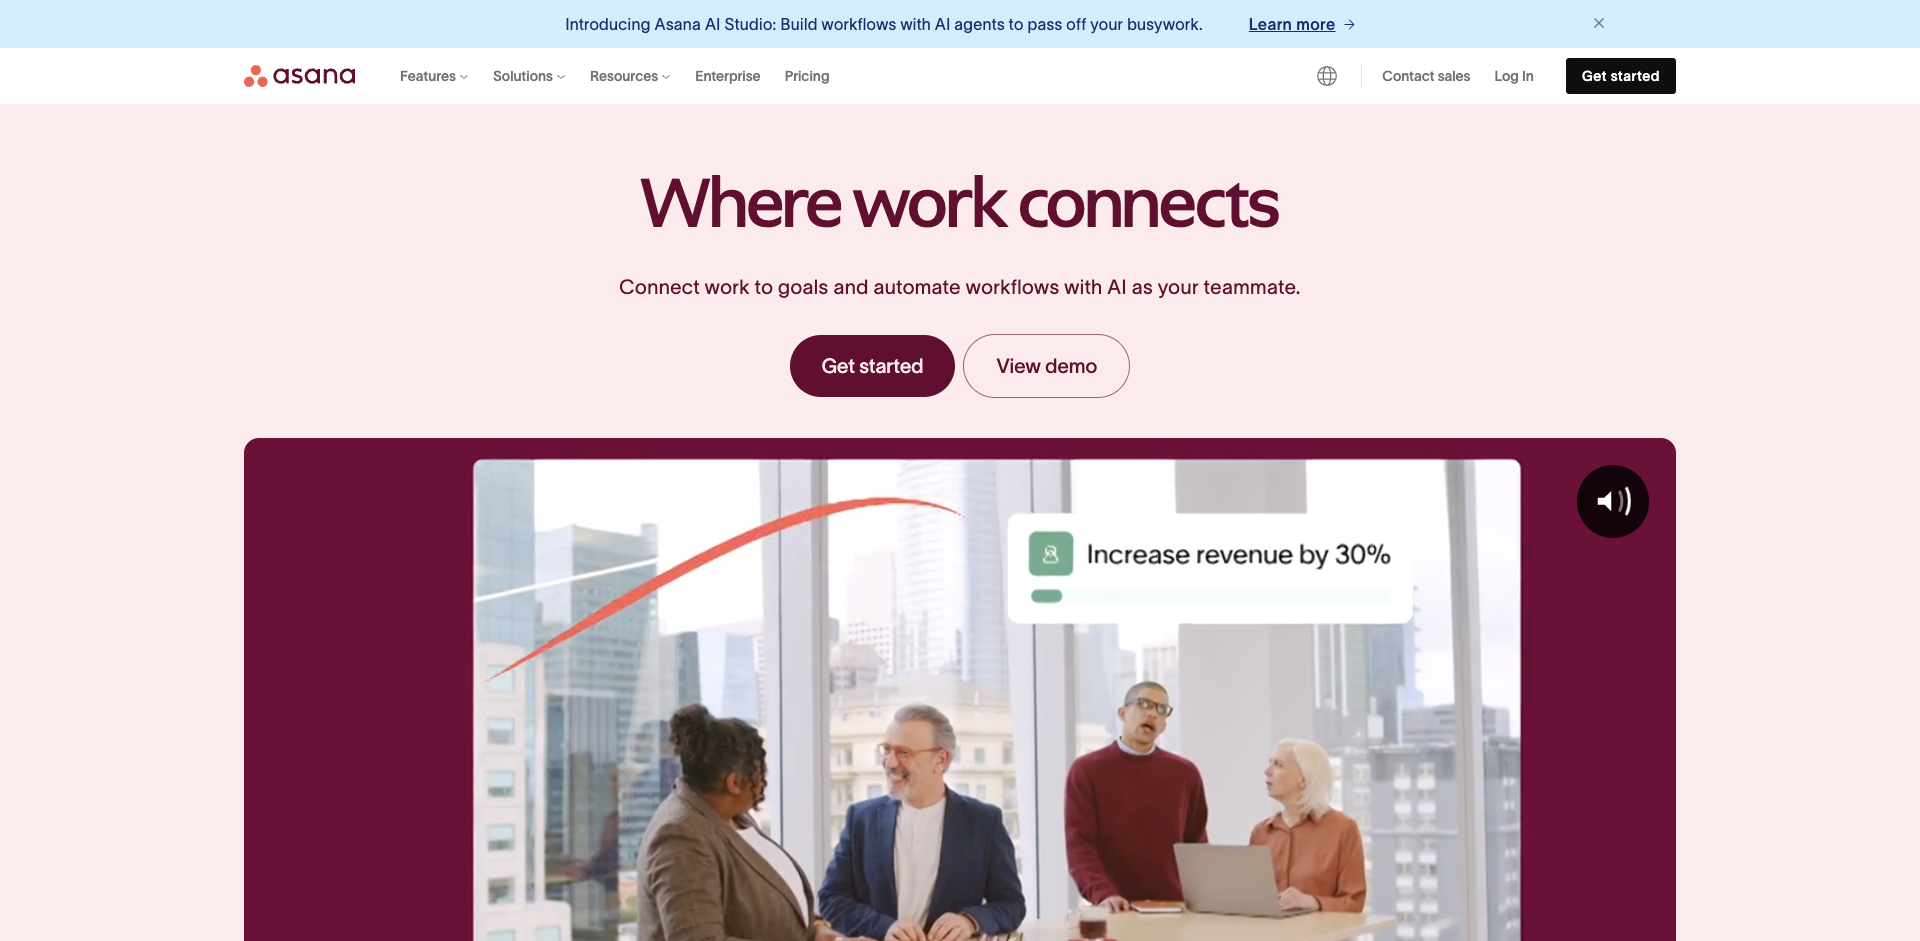 Introducing Asana AI Studio: Build workflows with AI agents to pass off your busywork. Learn more →
asana Features Solutions Resources Enterprise Pricing Contact sales Log In Get started
Where work connects
Connect work to goals and automate workflows with AI as your teammate.
Get started View demo
Increase revenue by 30%